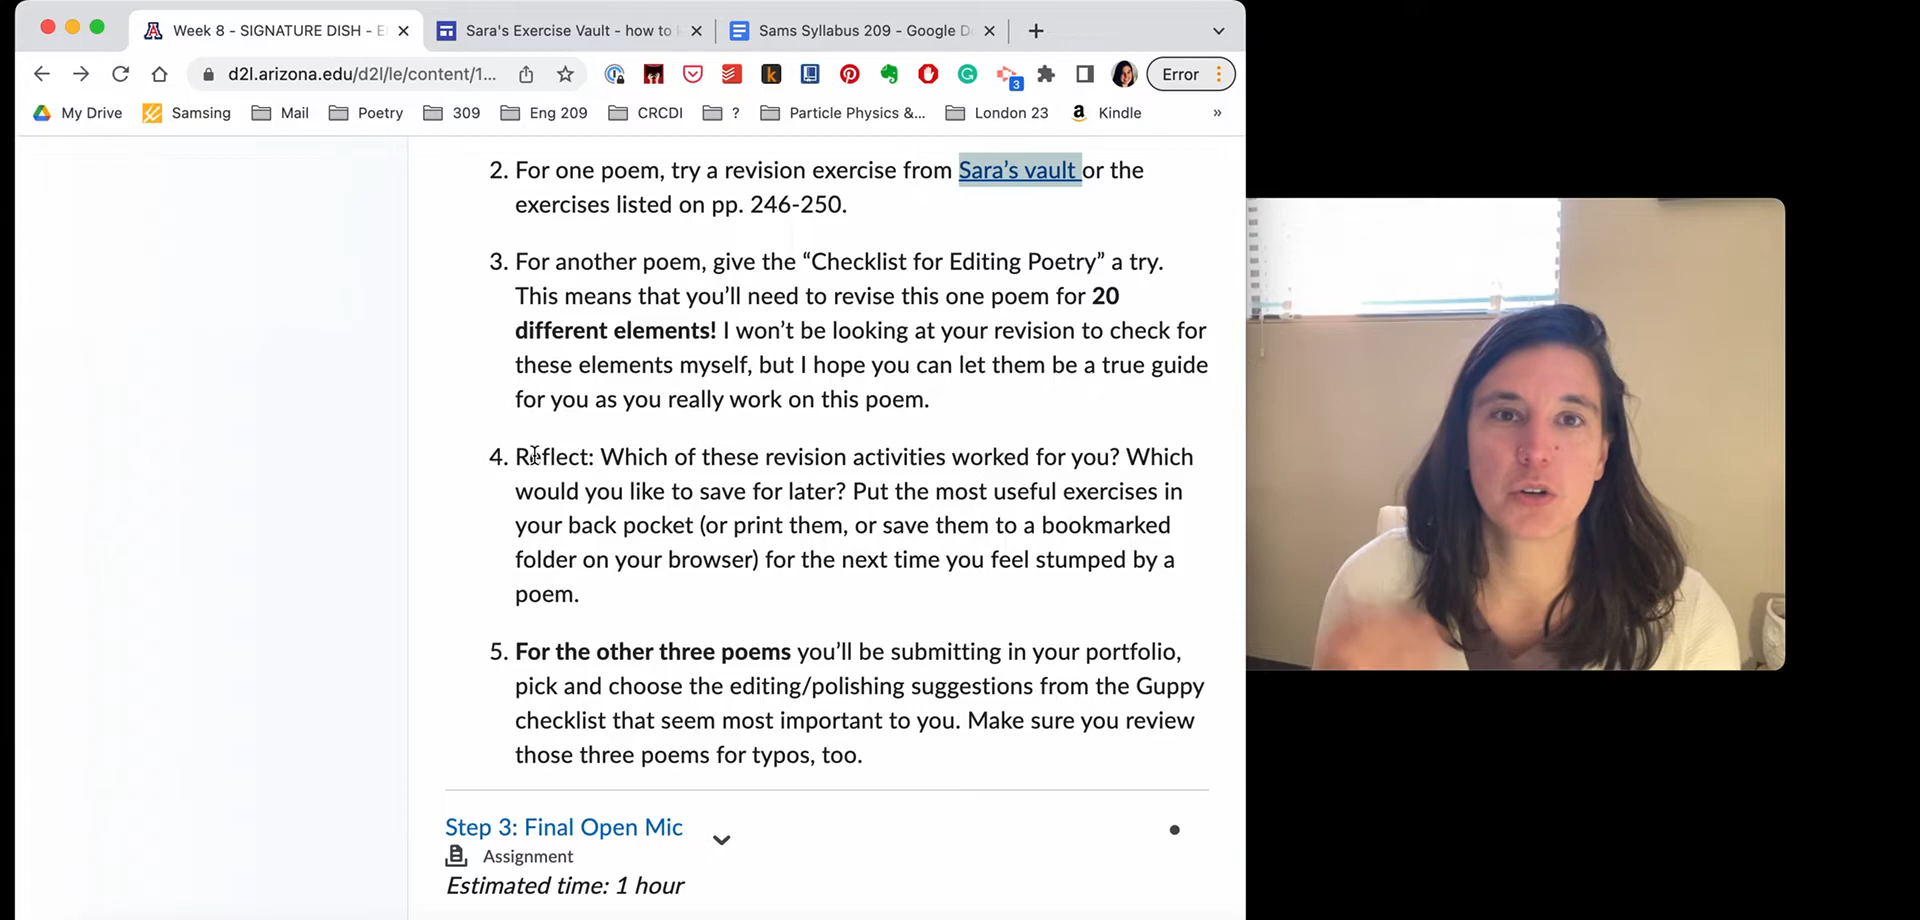 Week 8 - SIGNATURE DISH - E
Sara's Exercise Vault - how to
Sams Syllabus 209 - Google D
d2l.arizona.edu/d2l/le/content/1...
3
Error
My Drive
Samsing
Mail
Poetry
309
Eng 209
CRCDI
?
Particle Physics &...
London 23
Kindle
»
2. For one poem, try a revision exercise from Sara’s vault or the
exercises listed on pp. 246-250.
3. For another poem, give the “Checklist for Editing Poetry” a try.
This means that you’ll need to revise this one poem for 20
different elements! I won’t be looking at your revision to check for
these elements myself, but I hope you can let them be a true guide
for you as you really work on this poem.
4. Reflect: Which of these revision activities worked for you? Which
would you like to save for later? Put the most useful exercises in
your back pocket (or print them, or save them to a bookmarked
folder on your browser) for the next time you feel stumped by a
poem.
5. For the other three poems you’ll be submitting in your portfolio,
pick and choose the editing/polishing suggestions from the Guppy
checklist that seem most important to you. Make sure you review
those three poems for typos, too.
Step 3: Final Open Mic
Assignment
Estimated time: 1 hour